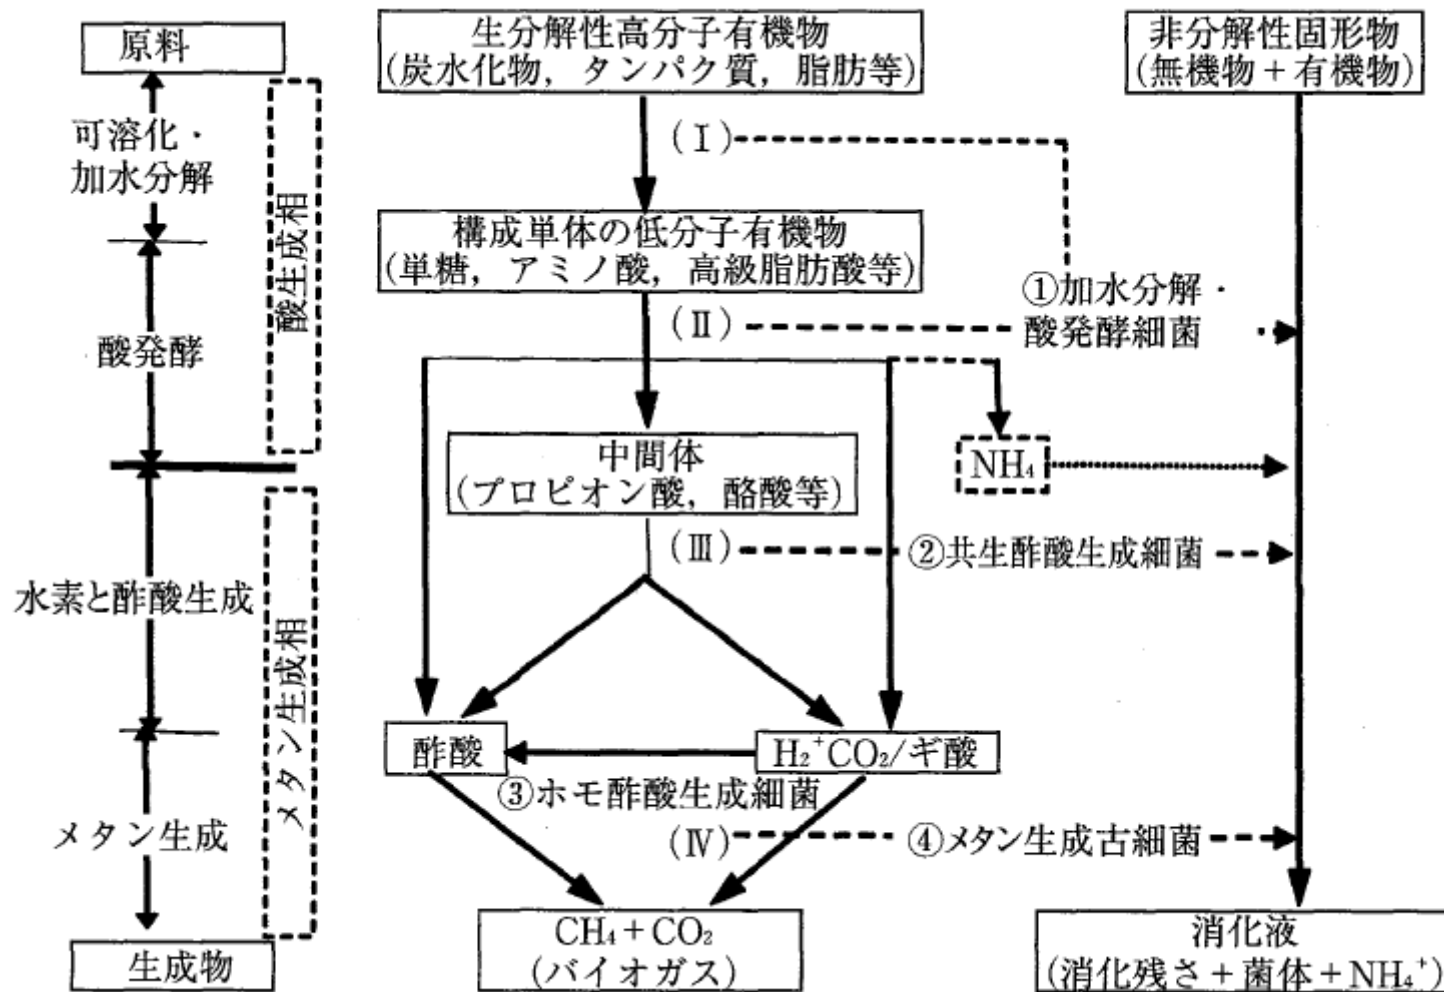 原料
可溶化・
加水分解
酸発酵
水素と酢酸生成
メタン生成
生成物
酸生成相
メタン生成相
生分解性高分子有機物
(炭水化物，タンパク質，脂肪等)
(Ⅰ)
構成単体の低分子有機物
(単糖，アミノ酸，高級脂肪酸等)
(Ⅱ)
①加水分解・
酸発酵細菌
中間体
(プロピオン酸，酪酸等)
NH₄
(Ⅲ)
②共生酢酸生成細菌
酢酸
H₂⁺CO₂/ギ酸
③ホモ酢酸生成細菌
(Ⅳ)
④メタン生成古細菌
CH₄+CO₂
(バイオガス)
非分解性固形物
(無機物+有機物)
消化液
(消化残さ+菌体+NH₄⁺)